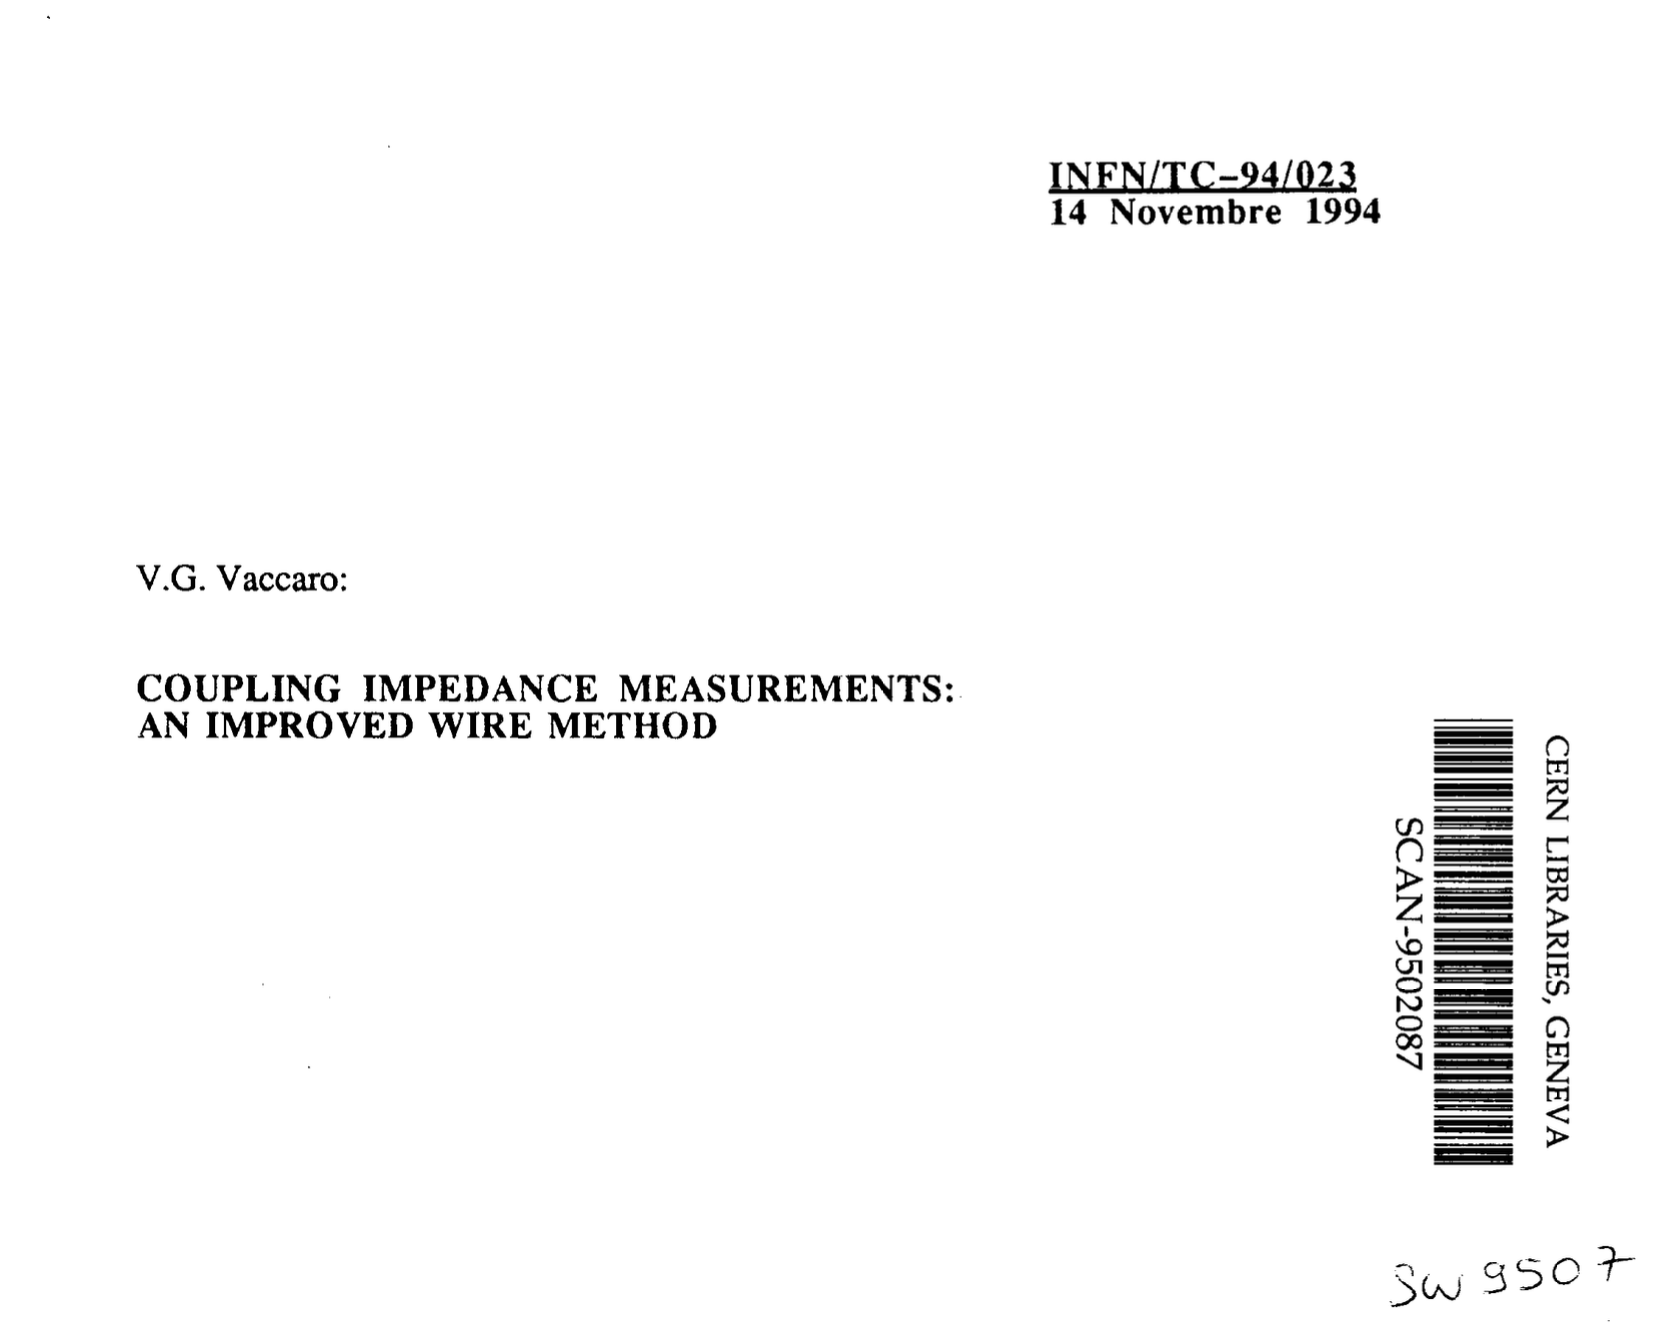 INFN/TC–94/023
14 Novembre 1994
V.G. Vaccaro:
COUPLING IMPEDANCE MEASUREMENTS:
AN IMPROVED WIRE METHOD
CERN LIBRARIES, GENEVA
SCAN-9502087
SW 9507